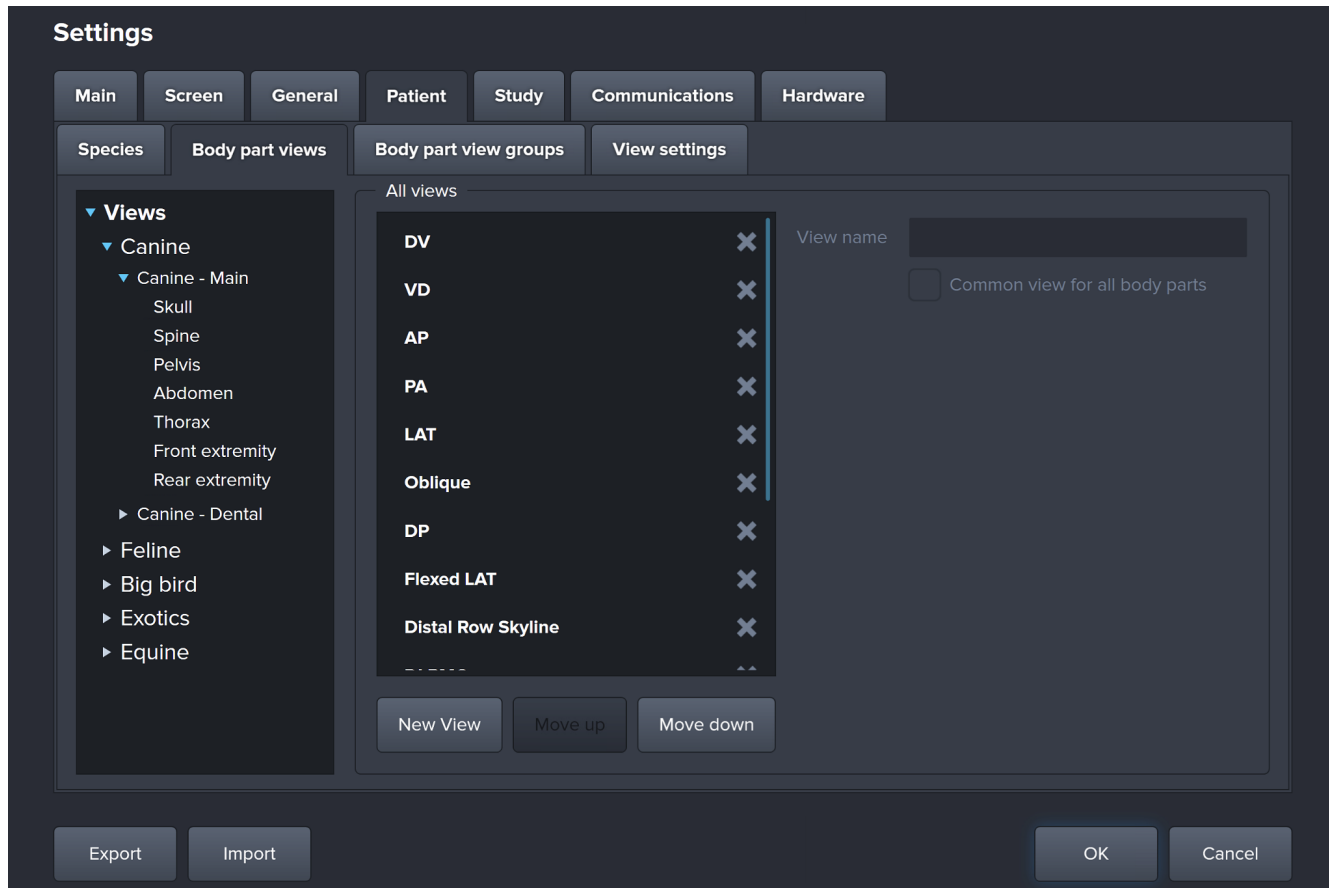 Settings
Main Screen General Patient Study Communications Hardware
Species Body part views Body part view groups View settings
Views
Canine
Canine - Main
Skull
Spine
Pelvis
Abdomen
Thorax
Front extremity
Rear extremity
Canine - Dental
Feline
Big bird
Exotics
Equine
All views
DV
VD
AP
PA
LAT
Oblique
DP
Flexed LAT
Distal Row Skyline
New View Move up Move down
View name
Common view for all body parts
Export Import OK Cancel